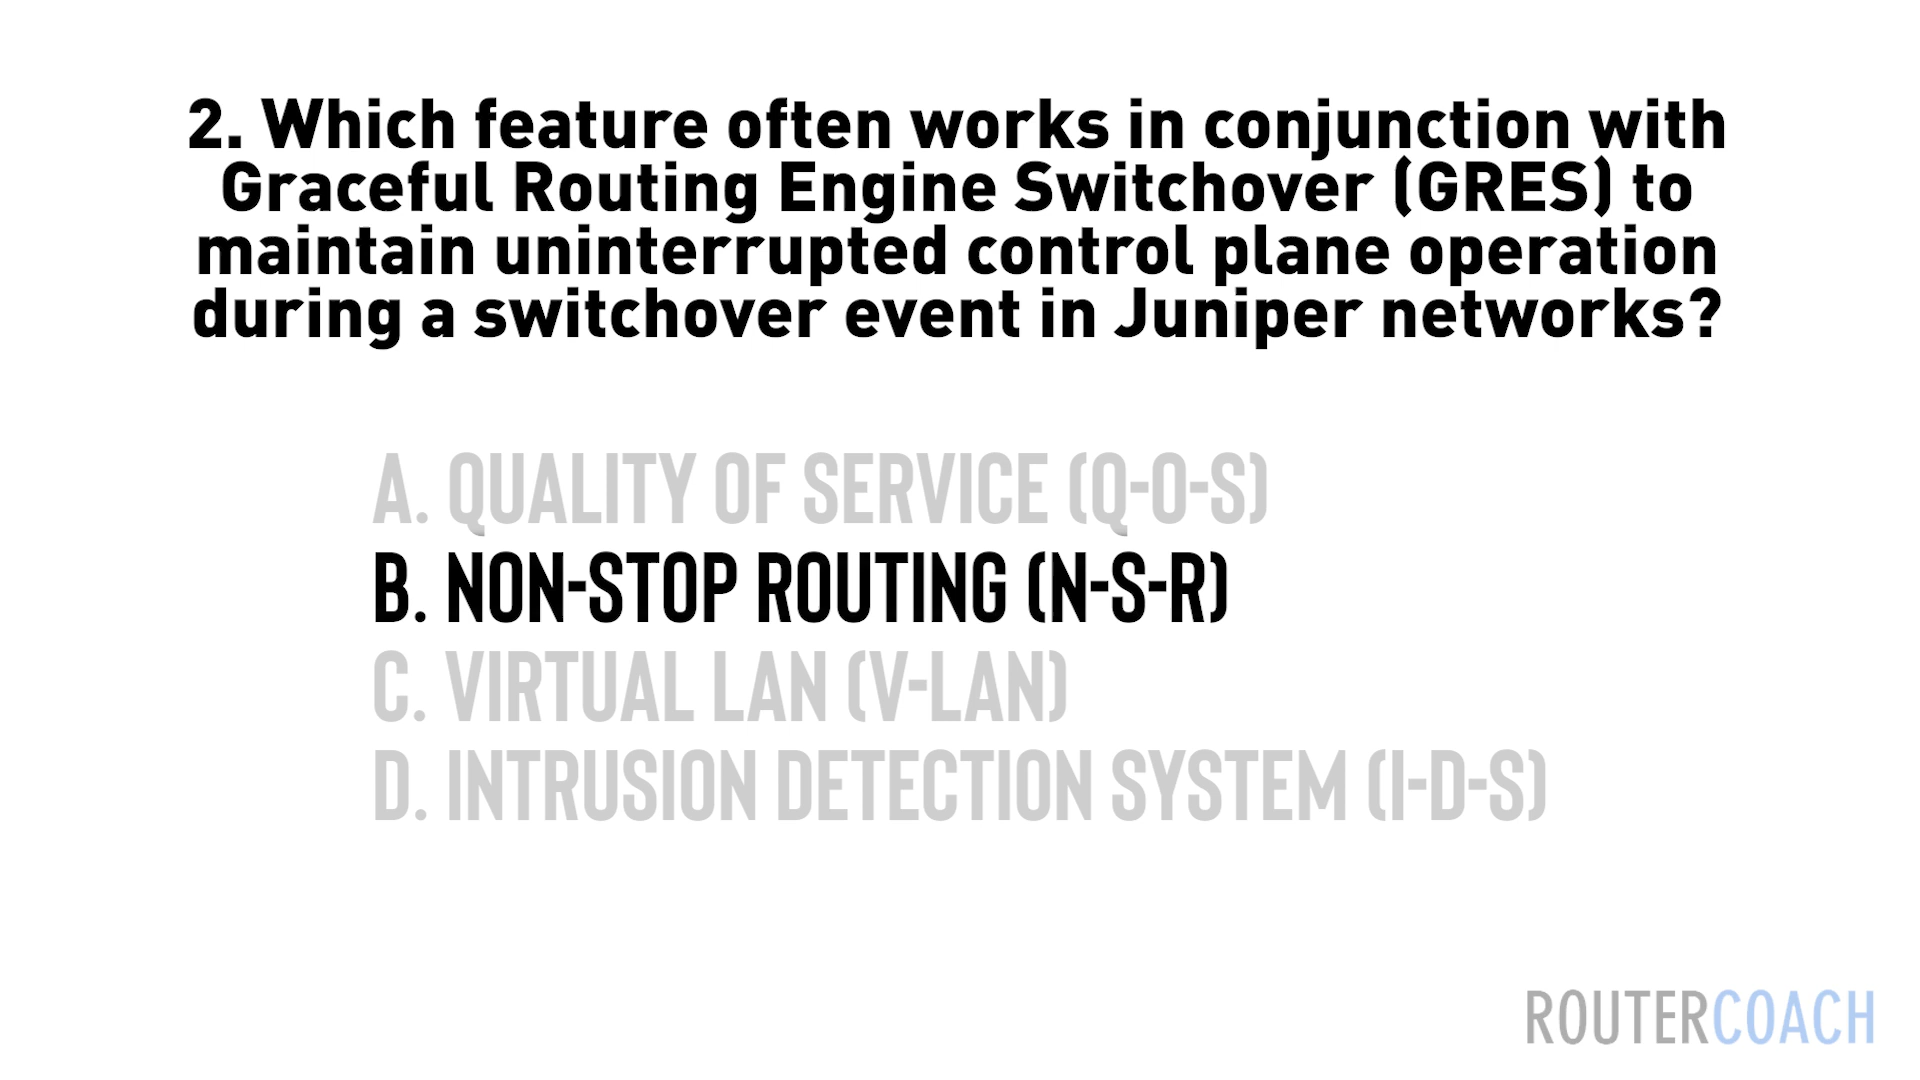 2. Which feature often works in conjunction with
Graceful Routing Engine Switchover (GRES) to
maintain uninterrupted control plane operation
during a switchover event in Juniper networks?
A. QUALITY OF SERVICE (Q-O-S)
B. NON-STOP ROUTING (N-S-R)
C. VIRTUAL LAN (V-LAN)
D. INTRUSION DETECTION SYSTEM (I-D-S)
ROUTERCOACH